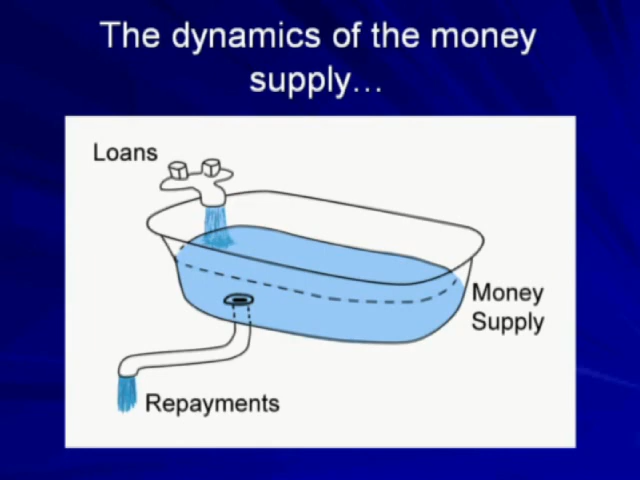 The dynamics of the money
supply…
Loans
Money
Supply
Repayments